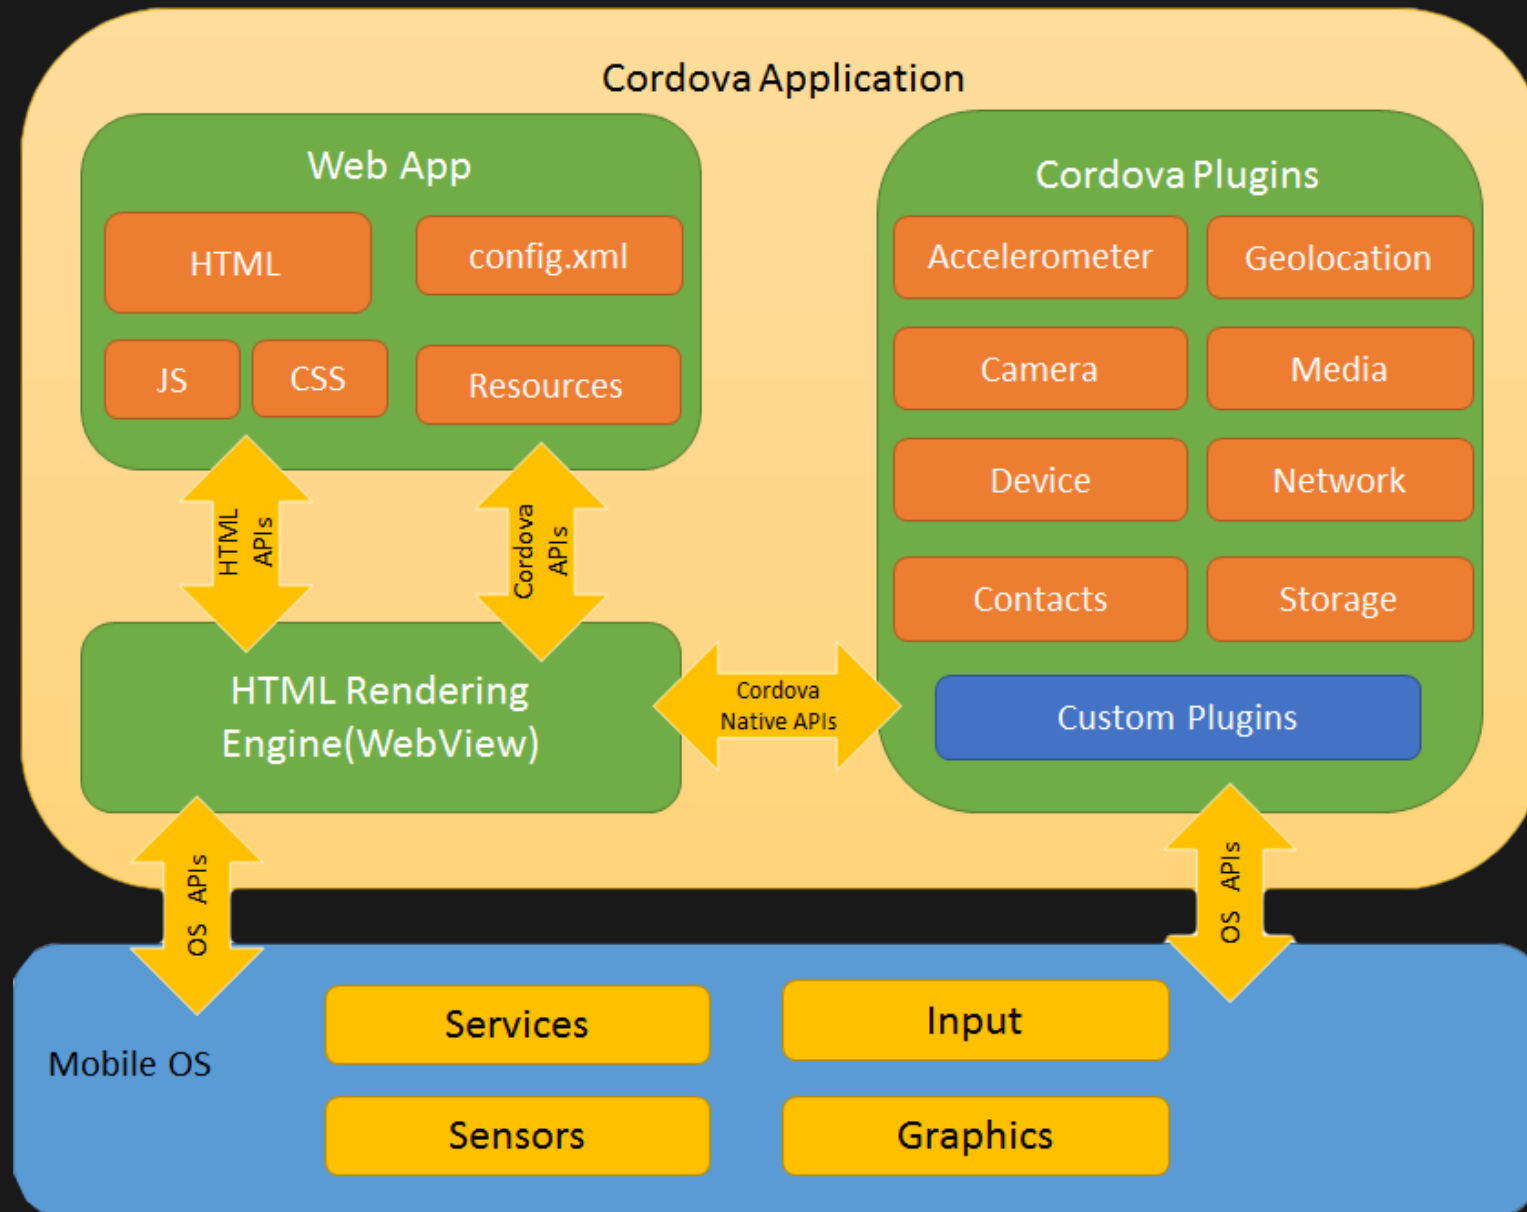 Cordova Application
Web App
HTML
config.xml
JS
CSS
Resources
Cordova Plugins
Accelerometer
Geolocation
Camera
Media
Device
Network
Contacts
Storage
Custom Plugins
HTML
APIs
Cordova
APIs
HTML Rendering
Engine(WebView)
Cordova
Native APIs
OS APIs
OS APIs
Mobile OS
Services
Input
Sensors
Graphics